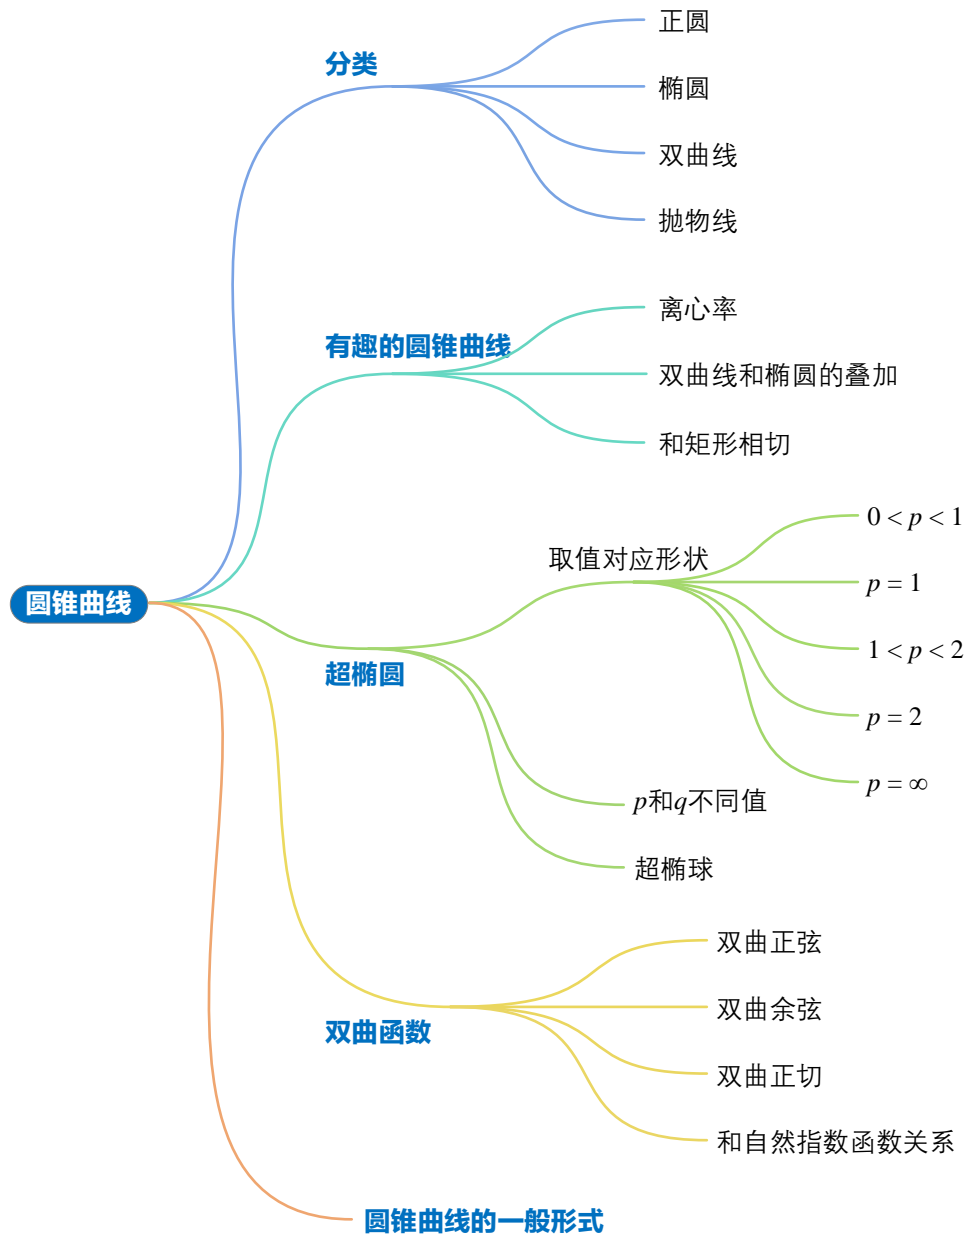 圆锥曲线
分类
正圆
椭圆
双曲线
抛物线
有趣的圆锥曲线
离心率
双曲线和椭圆的叠加
和矩形相切
超椭圆
取值对应形状
0 < p < 1
p = 1
1 < p < 2
p = 2
p = ∞
p和q不同值
超椭球
双曲函数
双曲正弦
双曲余弦
双曲正切
和自然指数函数关系
圆锥曲线的一般形式